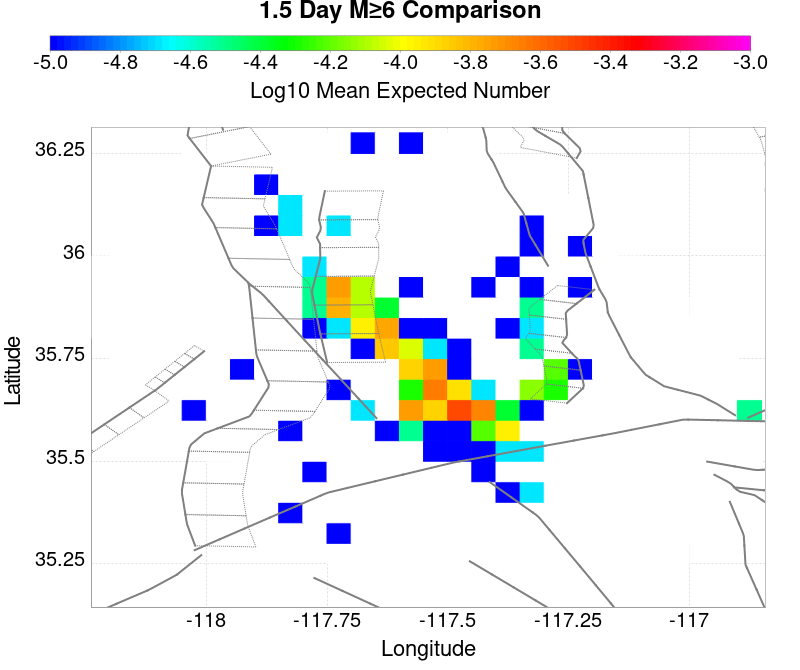 1.5 Day M≥6 Comparison
-5.0 -4.8 -4.6 -4.4 -4.2 -4.0 -3.8 -3.6 -3.4 -3.2 -3.0
Log10 Mean Expected Number
36.25
36
35.75
35.5
35.25
Latitude
-118 -117.75 -117.5 -117.25 -117
Longitude